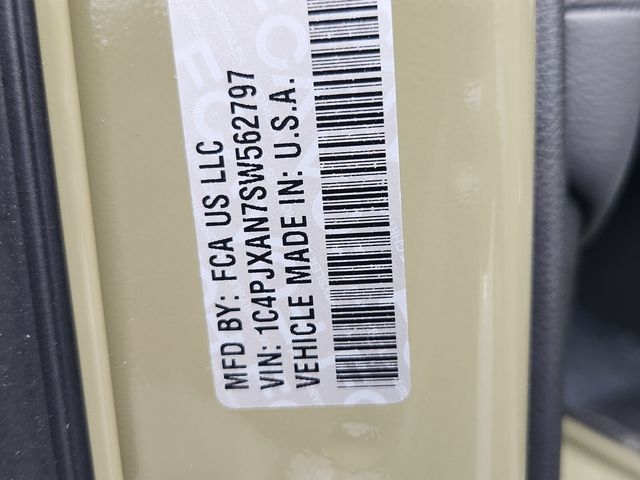 MFD BY: FCA US LLC
VIN: 1C4PJXAN7SW562797
VEHICLE MADE IN: U.S.A.